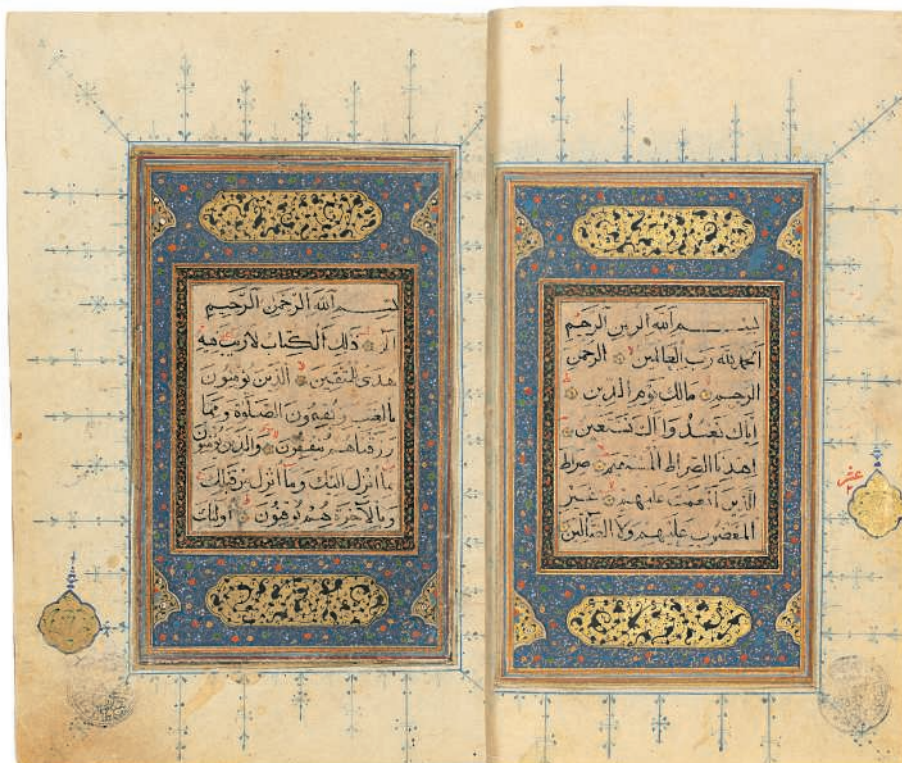 بسم الله الرحمن الرحيم
الحمد لله رب العالمين الرحمن
الرحيم مالك يوم الدين
إياك نعبد وإياك نستعين
اهدنا الصراط المستقيم صراط
الذين أنعمت عليهم غير
المغضوب عليهم ولا الضالين
عشر
بسم الله الرحمن الرحيم
الم ذلك الكتاب لا ريب فيه
هدى للمتقين الذين يؤمنون
بالغيب ويقيمون الصلوة ومما
رزقناهم ينفقون والذين يؤمنون
بما أنزل إليك وما أنزل من قبلك
وبالآخرة هم يوقنون أولئك